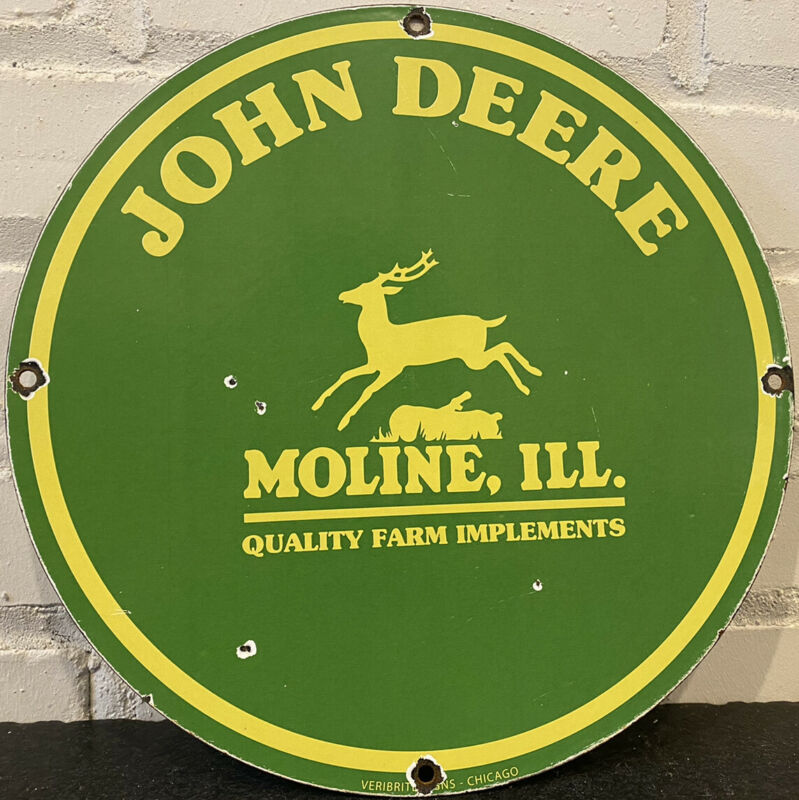 JOHN DEERE
MOLINE, ILL.
QUALITY FARM IMPLEMENTS
- CHICAGO